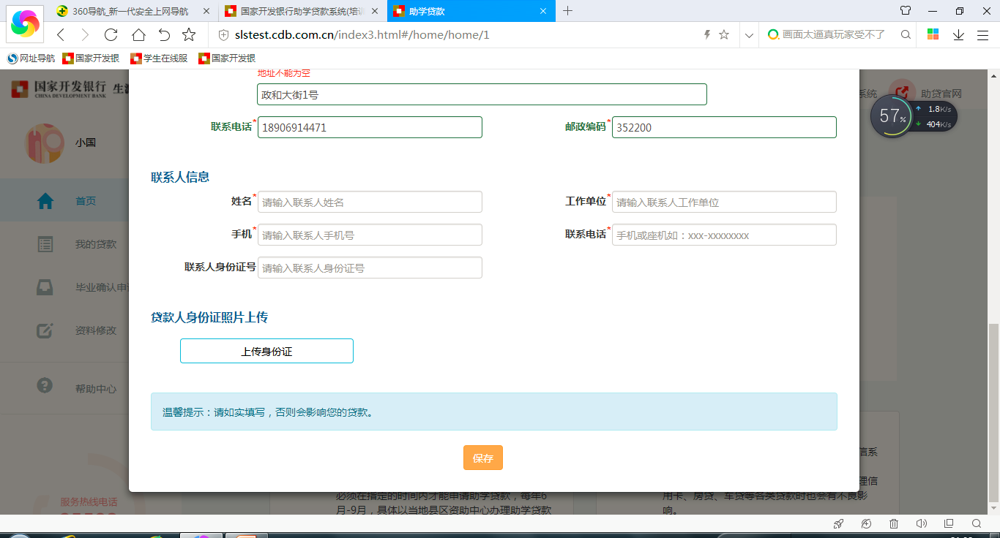 360导航_新一代安全上网导航
国家开发银行助学贷款系统(培训
助学贷款
slstest.cdb.com.cn/index3.html#/home/home/1
画面太逼真玩家受不了
网址导航
国家开发银
学生在线服
国家开发银
国家开发银行
CHINA DEVELOPMENT BANK
生源
系统
助贷官网
57%
1.8K/s
404K/s
小国
首页
我的贷款
毕业确认申
资料修改
帮助中心
服务热线电话
地址不能为空
政和大街1号
联系电话*
18906914471
邮政编码*
352200
联系人信息
姓名*
请输入联系人姓名
工作单位*
请输入联系人工作单位
手机*
请输入联系人手机号
联系电话*
手机或座机如：xxx-xxxxxxxx
联系人身份证号
请输入联系人身份证号
贷款人身份证照片上传
上传身份证
温馨提示：请如实填写，否则会影响您的贷款。
保存
必须在指定的时间内才能申请助学贷款，每年6
月-9月，具体以当地县区资助中心办理助学贷款
信系
理信
用卡、房贷、车贷等各类贷款时也会有不良影
响。